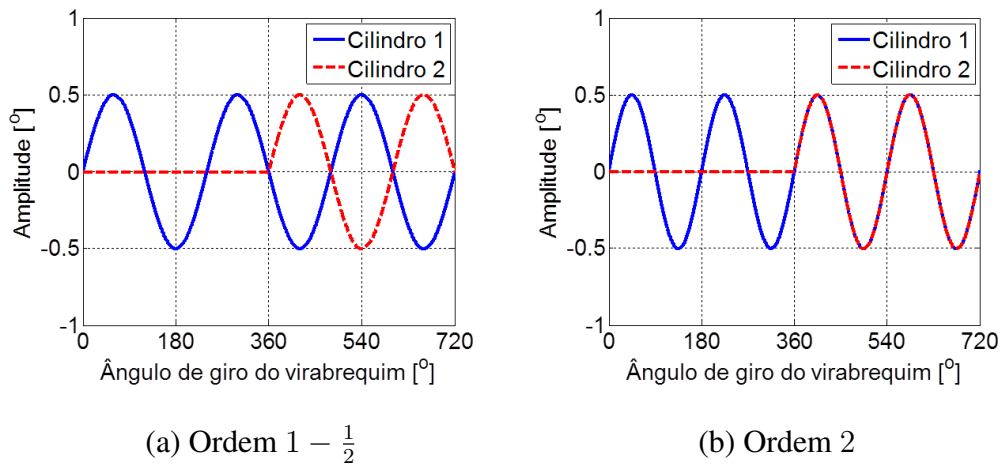 1
0.5
0
-0.5
-1
Amplitude [º]
Cilindro 1
Cilindro 2
0 180 360 540 720
Ângulo de giro do virabrequim [º]
(a) Ordem 1 − 1/2
1
0.5
0
-0.5
-1
Amplitude [º]
Cilindro 1
Cilindro 2
0 180 360 540 720
Ângulo de giro do virabrequim [º]
(b) Ordem 2